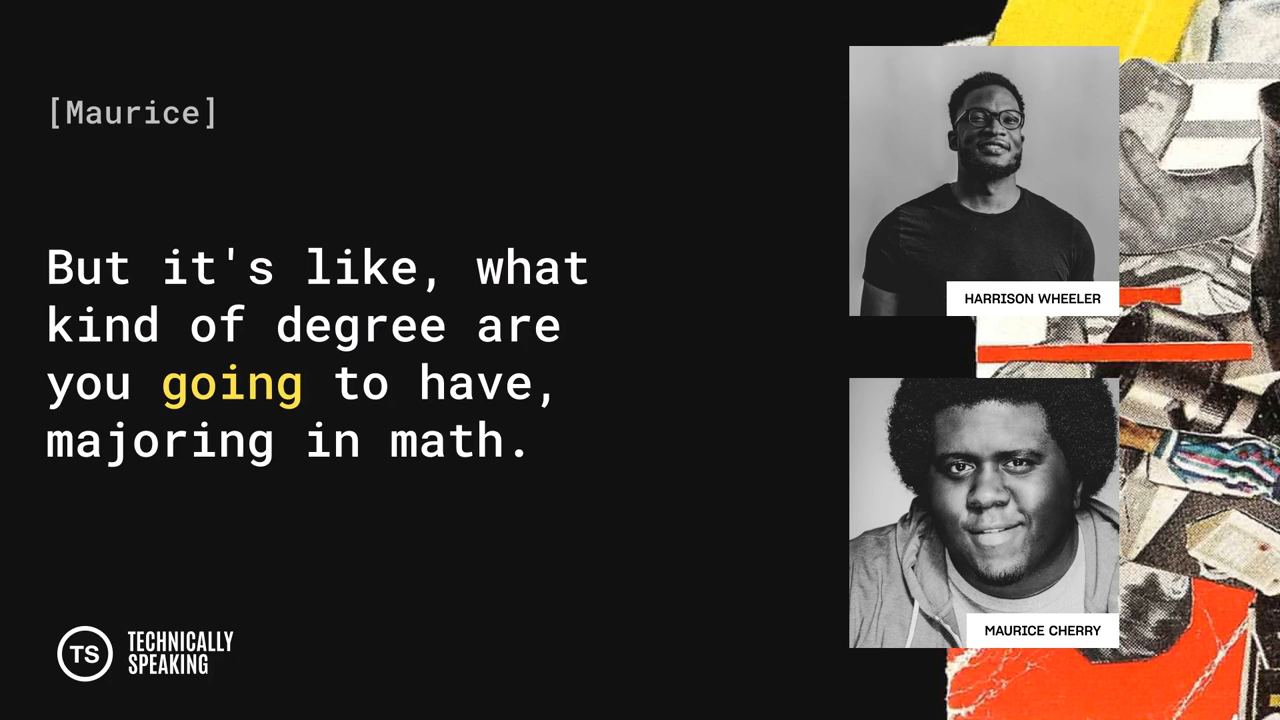 [Maurice]
But it's like, what
kind of degree are
you going to have,
majoring in math.
HARRISON WHEELER
MAURICE CHERRY
TS
TECHNICALLY
SPEAKING